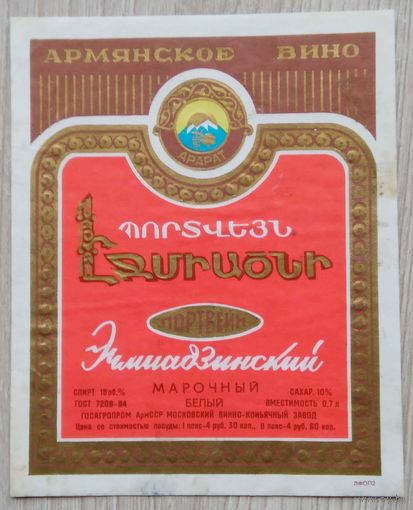 АРМЯНСКОЕ ВИНО
АРАРАТ
ՊՈՐՏՎԵՅՆ
ԷՋՄԻԱԾՆԻ
ПОРТВЕЙН
Эчмиадзинский
МАРОЧНЫЙ
СПИРТ 18 об.% БЕЛЫЙ САХАР. 10%
ГОСТ 7208-84 ВМЕСТИМОСТЬ 0,7 л
ГОСАГРОПРОМ АрмССР МОСКОВСКИЙ ВИННО-КОНЬЯЧНЫЙ ЗАВОД
Цена со стоимостью посуды: I пояс-4 руб. 30 коп., II пояс-4 руб. 60 коп.
ЛФОП2